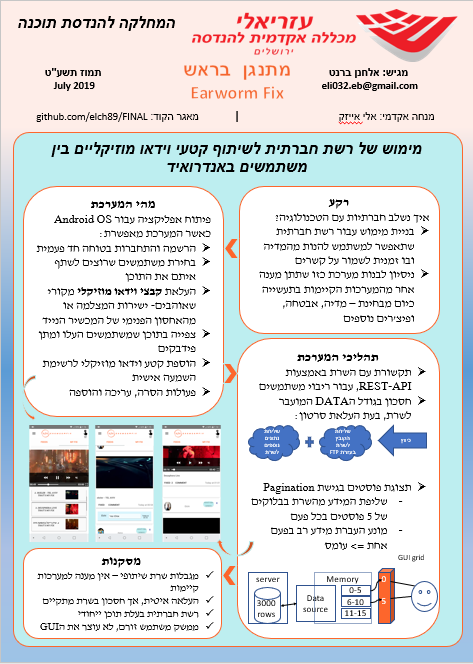 המחלקה להנדסת תוכנה
עזריאלי
מכללה אקדמית להנדסה
ירושלים
מתנגן בראש
Earworm Fix
מגיש: אלחנן ברנט
eli032.eb@gmail.com
תמוז תשע"ט
July 2019
מנחה אקדמי: אלי אייזק
|
מאגר הקוד: github.com/elch89/FINAL
מימוש של רשת חברתית לשיתוף קטעי וידאו מוזיקליים בין
משתמשים באנדרואיד
רקע
איך נשלב חברתיות עם הטכנולוגיה?
בניית מימוש עבור רשת חברתית
שתאפשר למשתמש להנות מהמדיה
ובו זמנית לשמור על קשרים
ניסיון לבנות מערכת כזו שתתן מענה
אחר מהמערכות הקיימות בתעשייה
כיום מבחינת – מדיה, אבטחה,
ופיצ'רים נוספים
מהי המערכת
פיתוח אפליקציה עבור Android OS
כאשר המערכת מאפשרת:
הרשמה והתחברות בטוחה חד פעמית
בחירת משתמשים שרוצים לשתף
איתם את התוכן
העלאת קבצי וידאו מוזיקלי מקורי
שאוהבים- ישירות המצלמה או
מהאחסון הפנימי של המכשיר הנייד
צפייה בתוכן שמשתמשים העלו ומתן
פידבקים
הוספת קטע וידאו מוזיקלי לרשימת
השמעה אישית
פעולות הסרה, עריכה והוספה
תהליכי המערכת
תקשורת עם השרת באמצעות
REST-API, עבור ריבוי משתמשים
חסכון בגודל הDATA המועבר
לשרת, בעת העלאת סרטון:
כיווץ
שליחת
הקובץ
לשרת
בעזרת FTP
+
שליחת
נתונים
נוספים
לשרת
תצוגת פוסטים בגישת Pagination
- שליפת המידע מהשרת בבלוקים
של 5 פוסטים בכל פעם
- מונע העברת מידע רב בפעם
אחת => עומס
GUI grid
server
3000
rows
Data
source
Memory
0-5
6-10
11-15
0
5
מסקנות
מגבלות שרת שיתופי – אין מענה למערכות
קיימות
העלאה איטית, אך חסכון בשרת מתקיים
רשת חברתית בעלת תוכן ייחודי
ממשק משתמש זורם, לא עוצר את הGUI